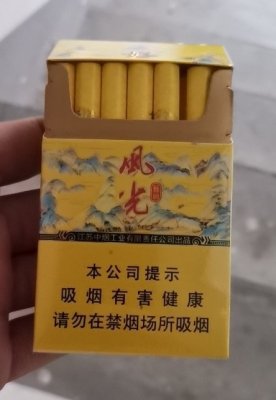 風光
江苏中烟工业有限责任公司出品
本公司提示
吸烟有害健康
请勿在禁烟场所吸烟